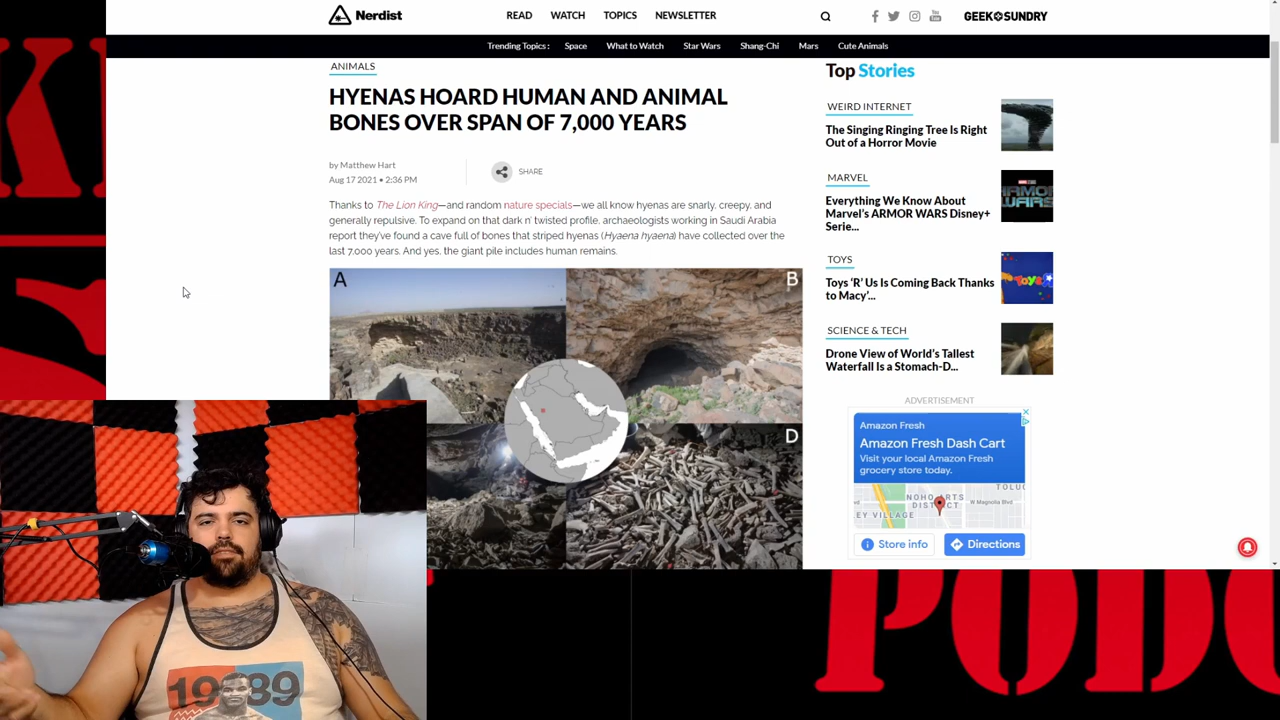 Nerdist
READ WATCH TOPICS NEWSLETTER
GEEK SUNDRY
Trending Topics : Space What to Watch Star Wars Shang-Chi Mars Cute Animals
ANIMALS
HYENAS HOARD HUMAN AND ANIMAL
BONES OVER SPAN OF 7,000 YEARS
by Matthew Hart
Aug 17 2021 • 2:36 PM
SHARE
Thanks to The Lion King—and random nature specials—we all know hyenas are snarly, creepy, and
generally repulsive. To expand on that dark n' twisted profile, archaeologists working in Saudi Arabia
report they've found a cave full of bones that striped hyenas (Hyaena hyaena) have collected over the
last 7,000 years. And yes, the giant pile includes human remains.
A
B
D
Top Stories
WEIRD INTERNET
The Singing Ringing Tree Is Right
Out of a Horror Movie
MARVEL
Everything We Know About
Marvel's ARMOR WARS Disney+
Serie...
TOYS
Toys 'R' Us Is Coming Back Thanks
to Macy'...
SCIENCE & TECH
Drone View of World's Tallest
Waterfall Is a Stomach-D...
ADVERTISEMENT
Amazon Fresh
Amazon Fresh Dash Cart
Visit your local Amazon Fresh
grocery store today.
NOHO ARTS
DISTRICT
W Magnolia Blvd
EY VILLAGE
Store info
Directions
1989